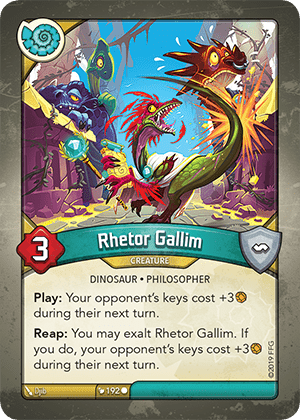 Rhetor Gallim
CREATURE
3
DINOSAUR • PHILOSOPHER
Play: Your opponent's keys cost +3
during their next turn.
Reap: You may exalt Rhetor Gallim. If
you do, your opponent's keys cost +3
during their next turn.
192
©2019 FFG